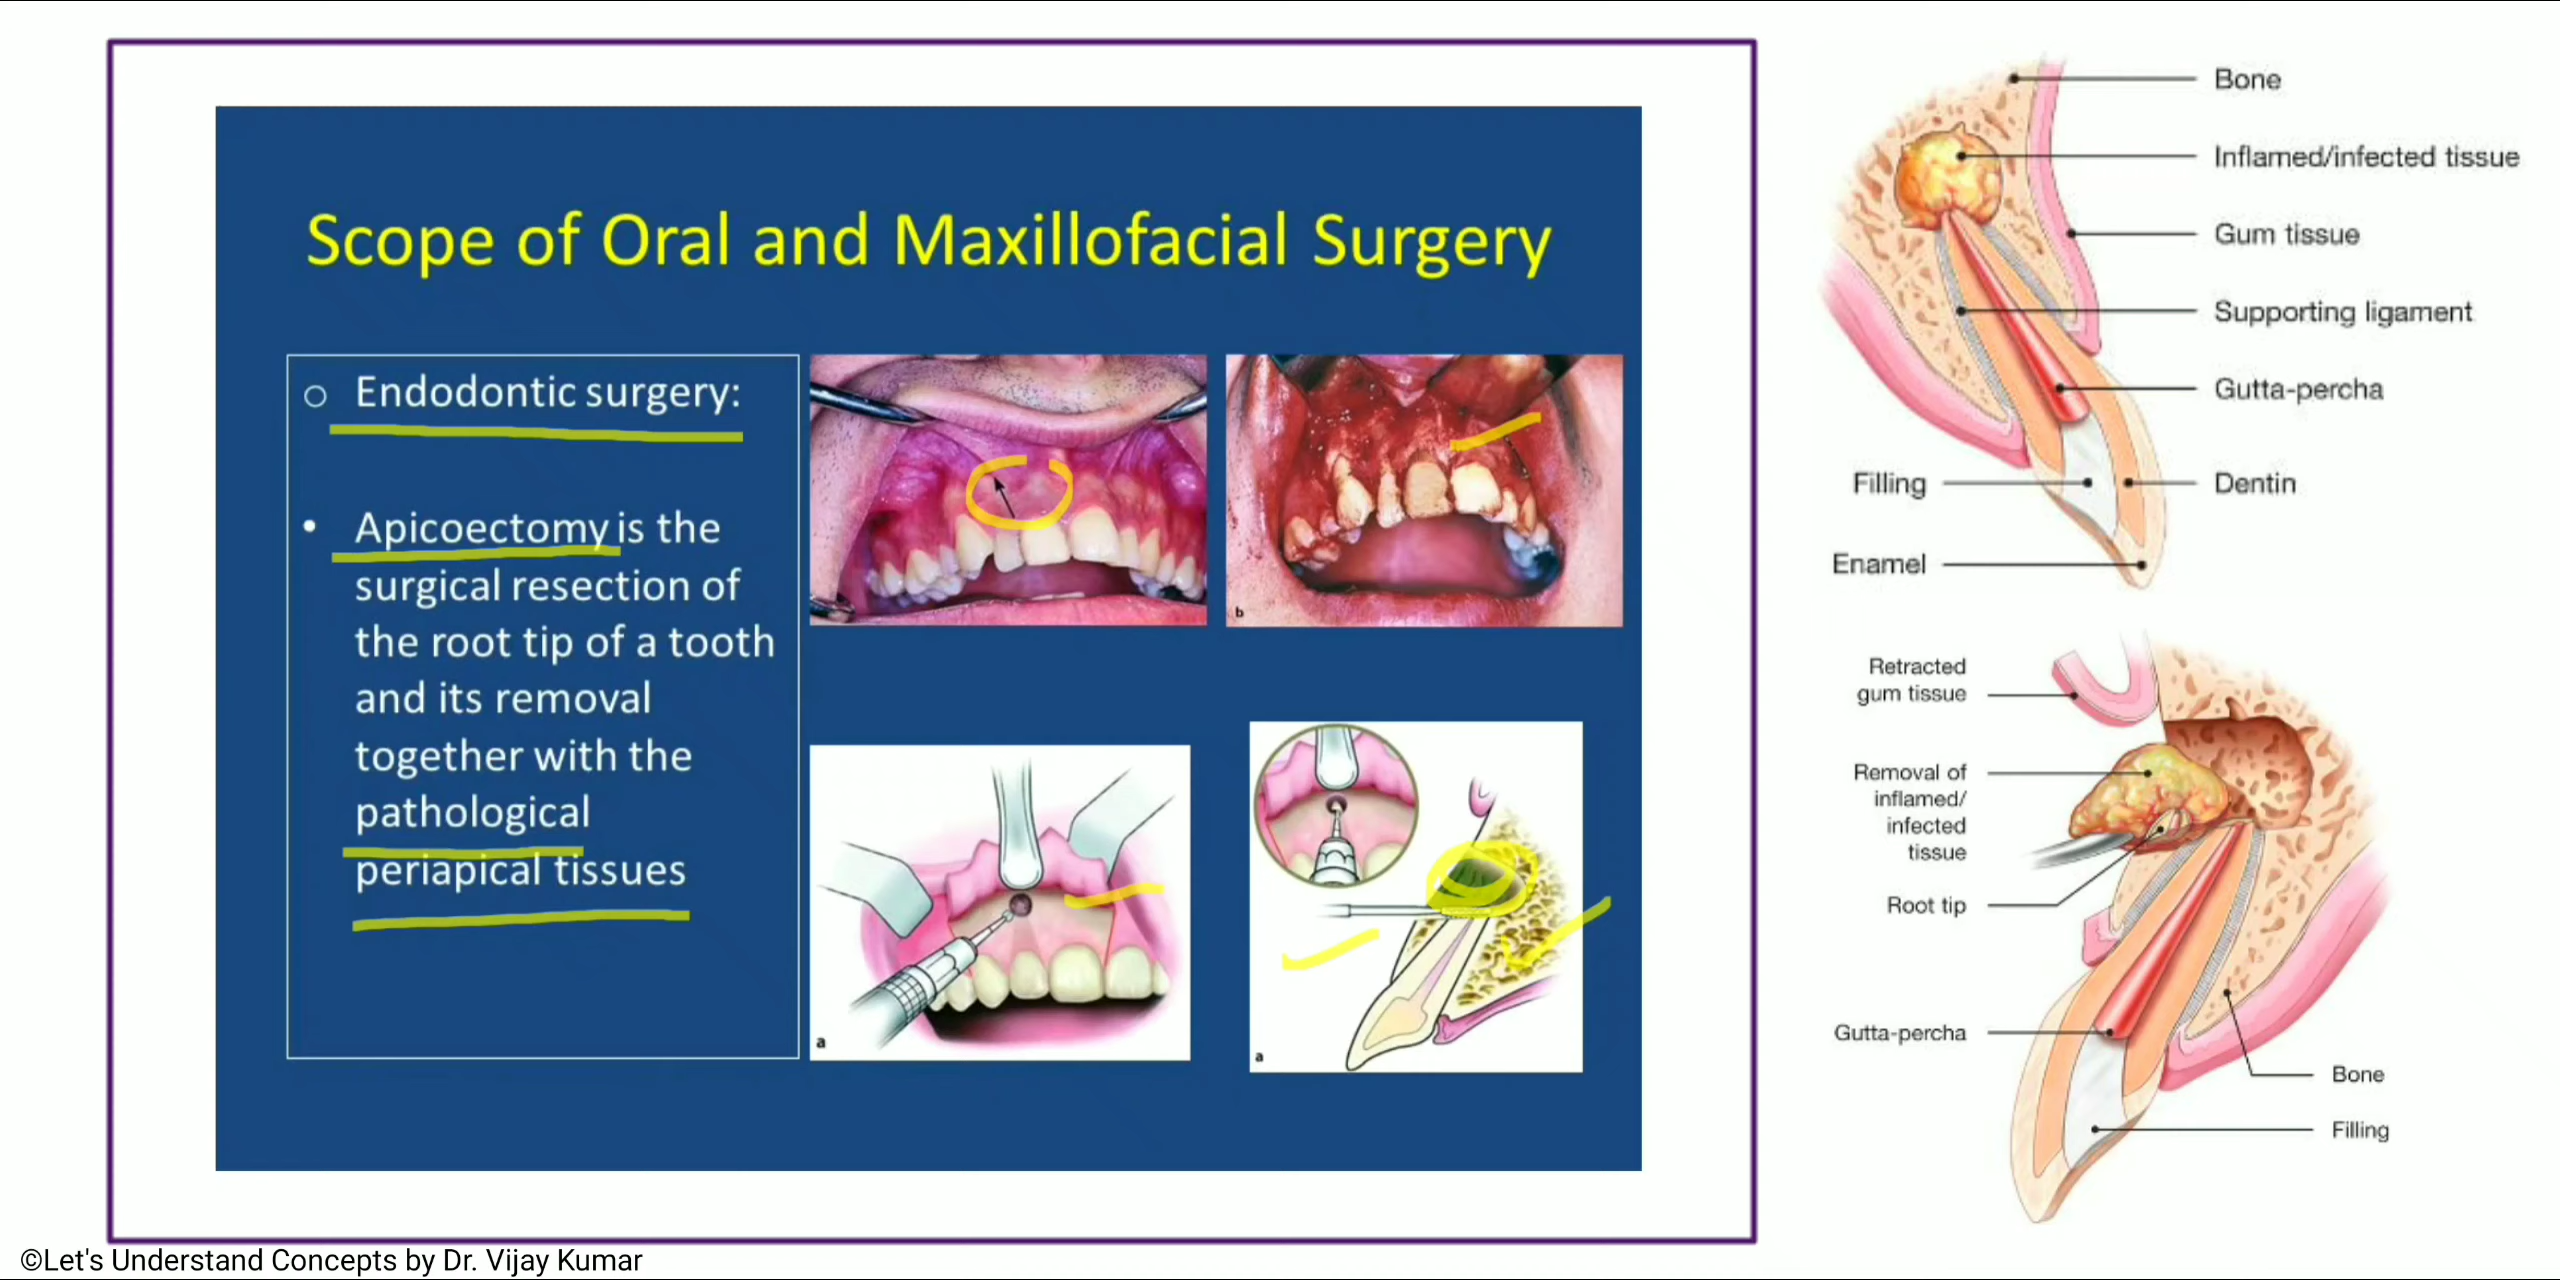 Scope of Oral and Maxillofacial Surgery
o Endodontic surgery:
• Apicoectomy is the
surgical resection of
the root tip of a tooth
and its removal
together with the
pathological
periapical tissues
b
a
a
Bone
Inflamed/infected tissue
Gum tissue
Supporting ligament
Gutta-percha
Filling
Dentin
Enamel
Retracted
gum tissue
Removal of
inflamed/
infected
tissue
Root tip
Gutta-percha
Bone
Filling
©Let's Understand Concepts by Dr. Vijay Kumar